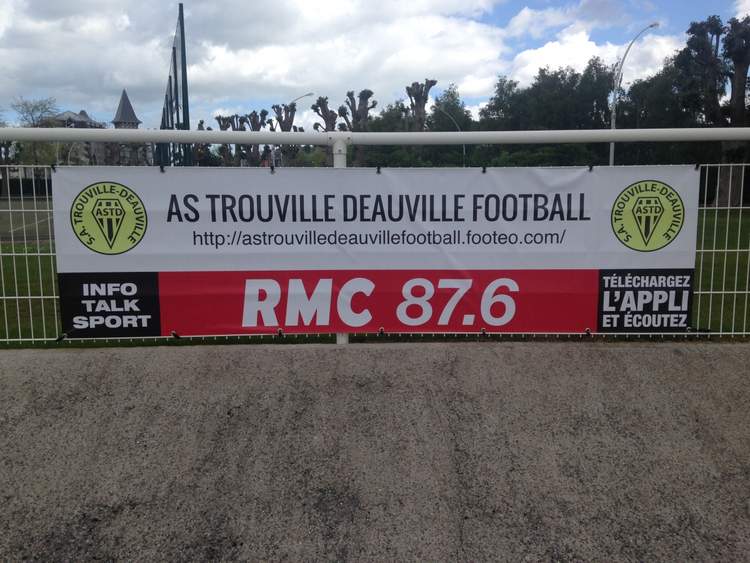 S.A. TROUVILLE-DEAUVILLE
ASTD
AS TROUVILLE DEAUVILLE FOOTBALL
http://astrouvilledeauvillefootball.footeo.com/
S.A. TROUVILLE-DEAUVILLE
ASTD
INFO
TALK
SPORT
RMC 87.6
TÉLÉCHARGEZ
L'APPLI
ET ÉCOUTEZ